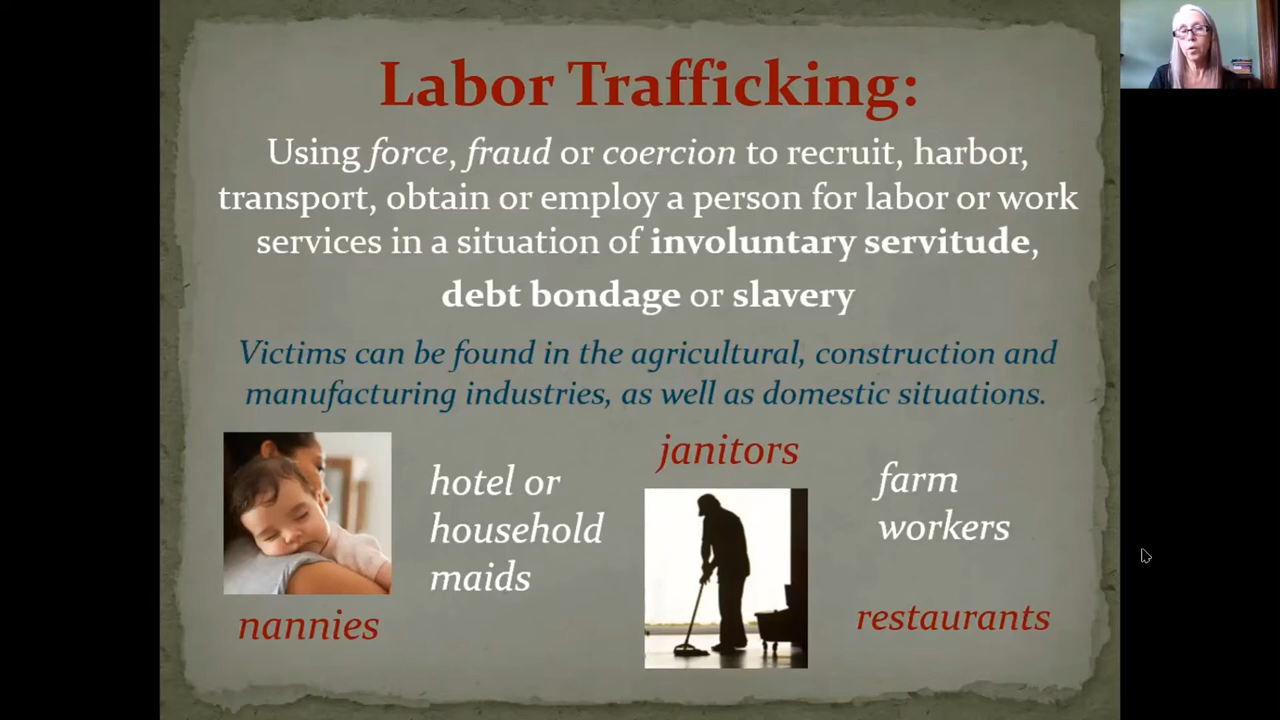 Labor Trafficking:
Using force, fraud or coercion to recruit, harbor,
transport, obtain or employ a person for labor or work
services in a situation of involuntary servitude,
debt bondage or slavery
Victims can be found in the agricultural, construction and
manufacturing industries, as well as domestic situations.
nannies
hotel or
household
maids
janitors
farm
workers
restaurants